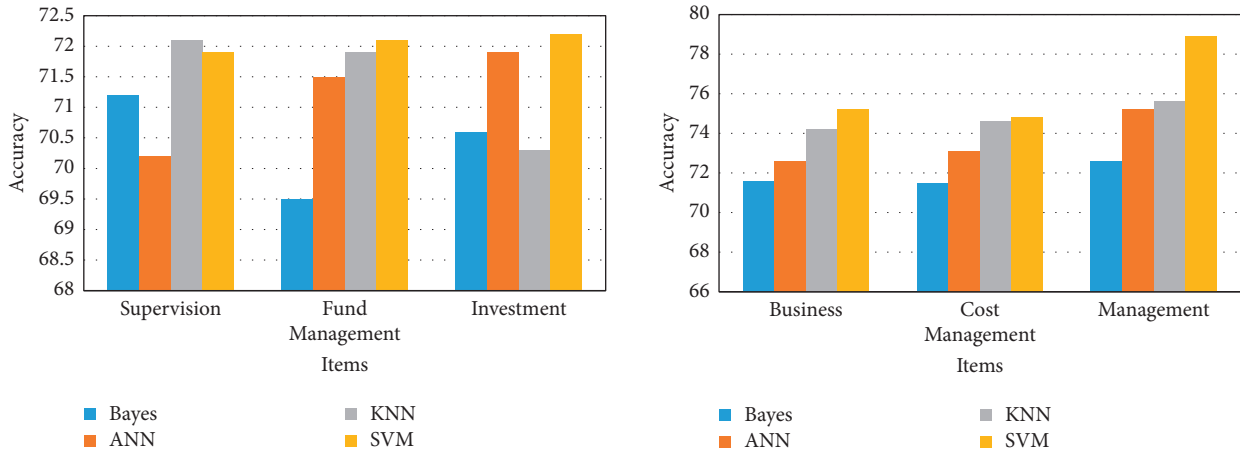 72.5
72
71.5
71
70.5
70
69.5
69
68.5
68
Accuracy
Supervision
Fund
Management
Investment
Items
Bayes
ANN
KNN
SVM
80
78
76
74
72
70
68
66
Accuracy
Business
Cost
Management
Management
Items
Bayes
ANN
KNN
SVM